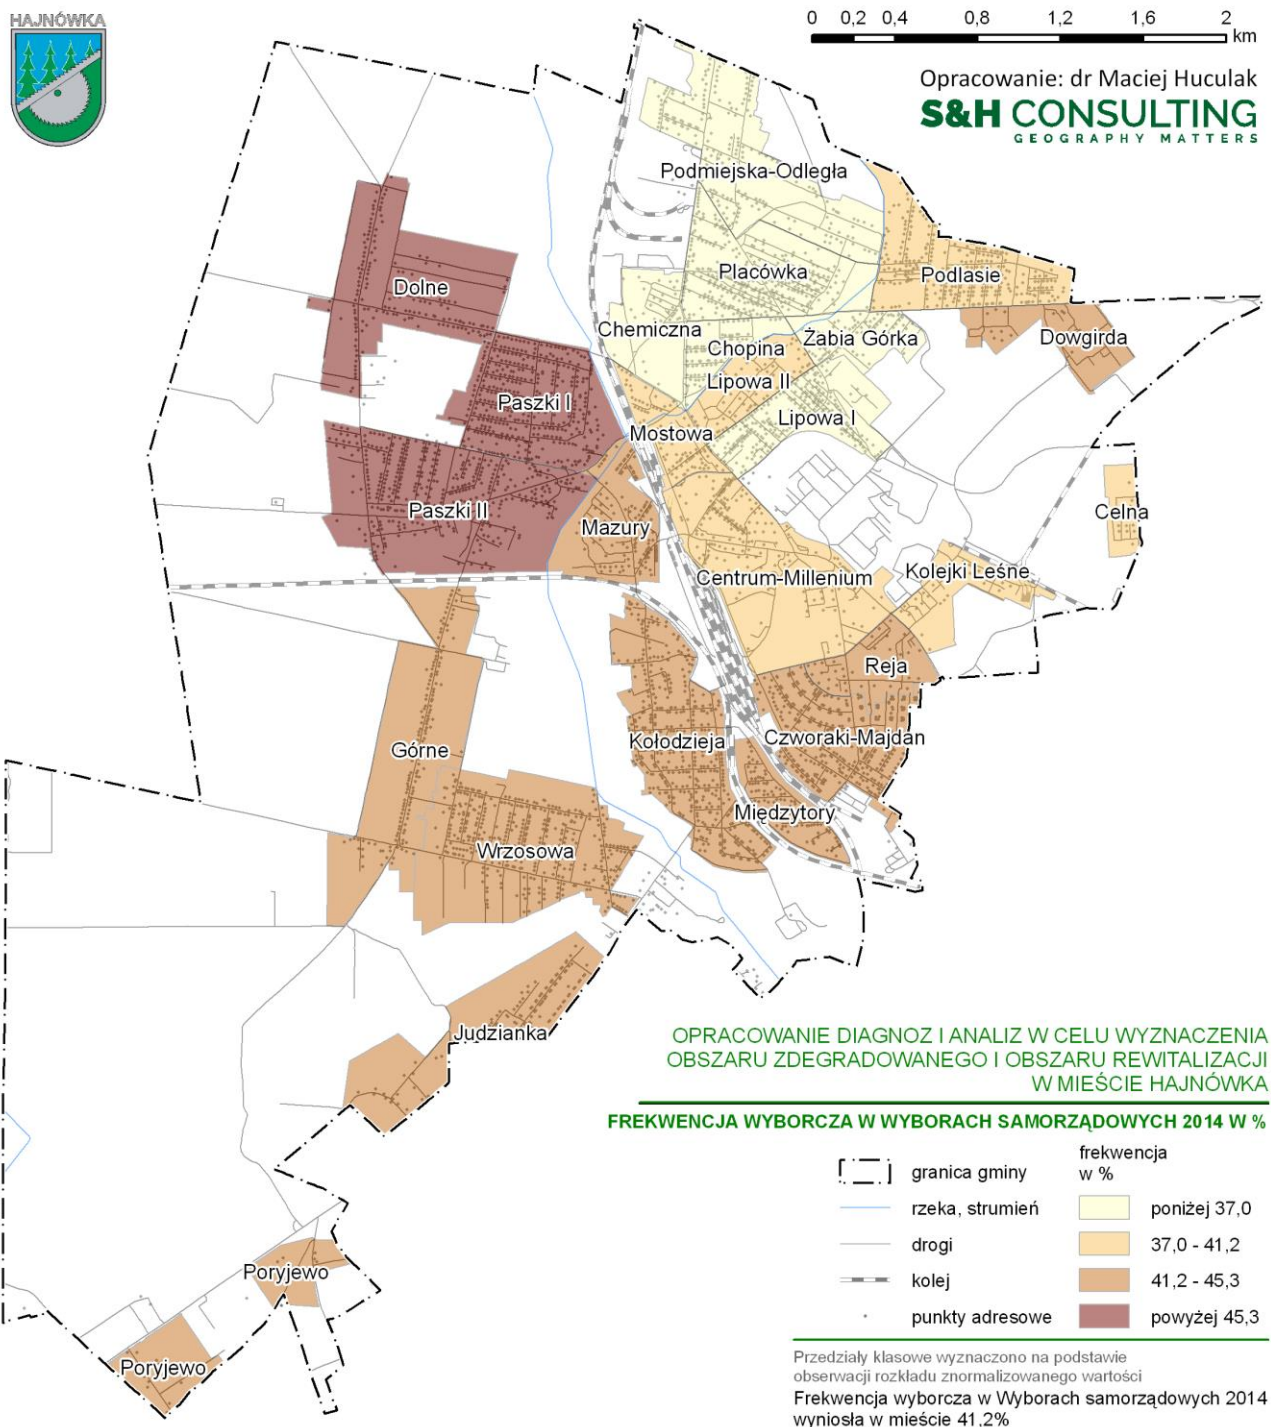 HAJNÓWKA
0 0,2 0,4 0,8 1,2 1,6 2
km
Opracowanie: dr Maciej Huculak
S&H CONSULTING
GEOGRAPHY MATTERS
Podmiejska-Odległa
Placówka
Podlasie
Dolne
Chemiczna
Chopina
Żabia Górka
Dowgirda
Lipowa II
Paszki I
Lipowa I
Mostowa
Paszki II
Mazury
Celna
Centrum-Millenium
Kolejki Leśne
Reja
Kołodzieja
Czworaki-Majdan
Górne
Międzytory
Wrzosowa
Judzianka
Poryjewo
Poryjewo
OPRACOWANIE DIAGNOZ I ANALIZ W CELU WYZNACZENIA
OBSZARU ZDEGRADOWANEGO I OBSZARU REWITALIZACJI
W MIEŚCIE HAJNÓWKA
FREKWENCJA WYBORCZA W WYBORACH SAMORZĄDOWYCH 2014 W %
granica gminy
rzeka, strumień
drogi
kolej
punkty adresowe
frekwencja
w %
poniżej 37,0
37,0 - 41,2
41,2 - 45,3
powyżej 45,3
Przedziały klasowe wyznaczono na podstawie
obserwacji rozkładu znormalizowanego wartości
Frekwencja wyborcza w Wyborach samorządowych 2014
wyniosła w mieście 41,2%